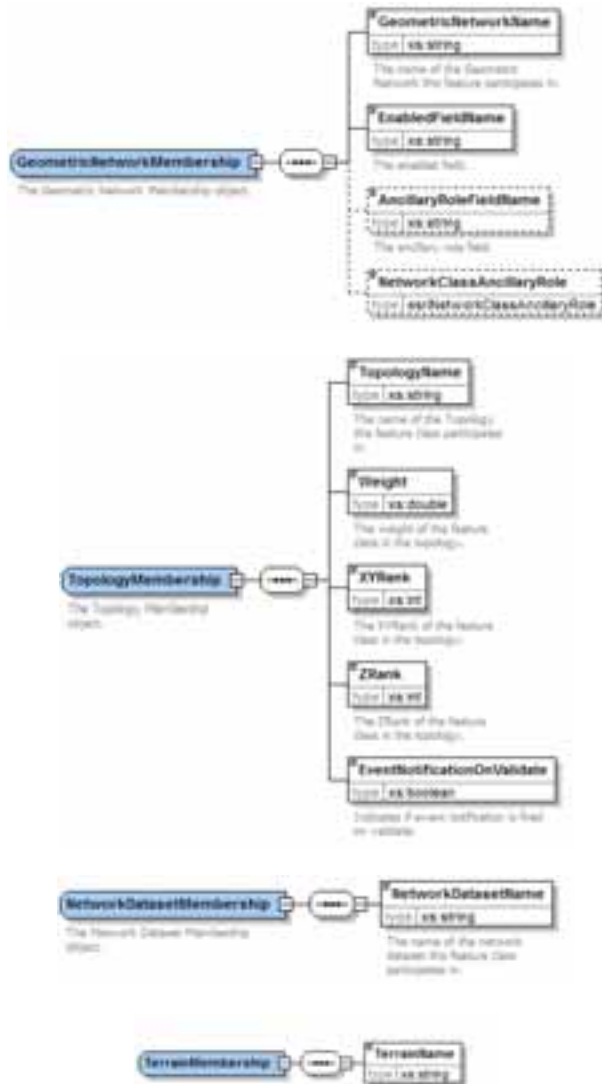 GeometricNetworkName
type xs:string
The name of the Geometric
Network this feature participates in.
EnabledFieldName
type xs:string
The enabled field.
GeometricNetworkMembership
The Geometric Network Membership object.
AncillaryRoleFieldName
type xs:string
The ancillary role field.
NetworkClassAncillaryRole
type esriNetworkClassAncillaryRole
TopologyName
type xs:string
The name of the Topology
this feature class participates
in.
Weight
type xs:double
The weight of the feature
class in the topology.
TopologyMembership
The Topology Membership
object.
XYRank
type xs:int
The XYRank of the feature
class in the topology.
ZRank
type xs:int
The ZRank of the feature
class in the topology.
EventNotificationOnValidate
type xs:boolean
Indicates if event notification is fired
on validate.
NetworkDatasetMembership
The Network Dataset Membership
object.
NetworkDatasetName
type xs:string
The name of the network
dataset this feature class
participates in.
TerrainMembership
TerrainName
type xs:string